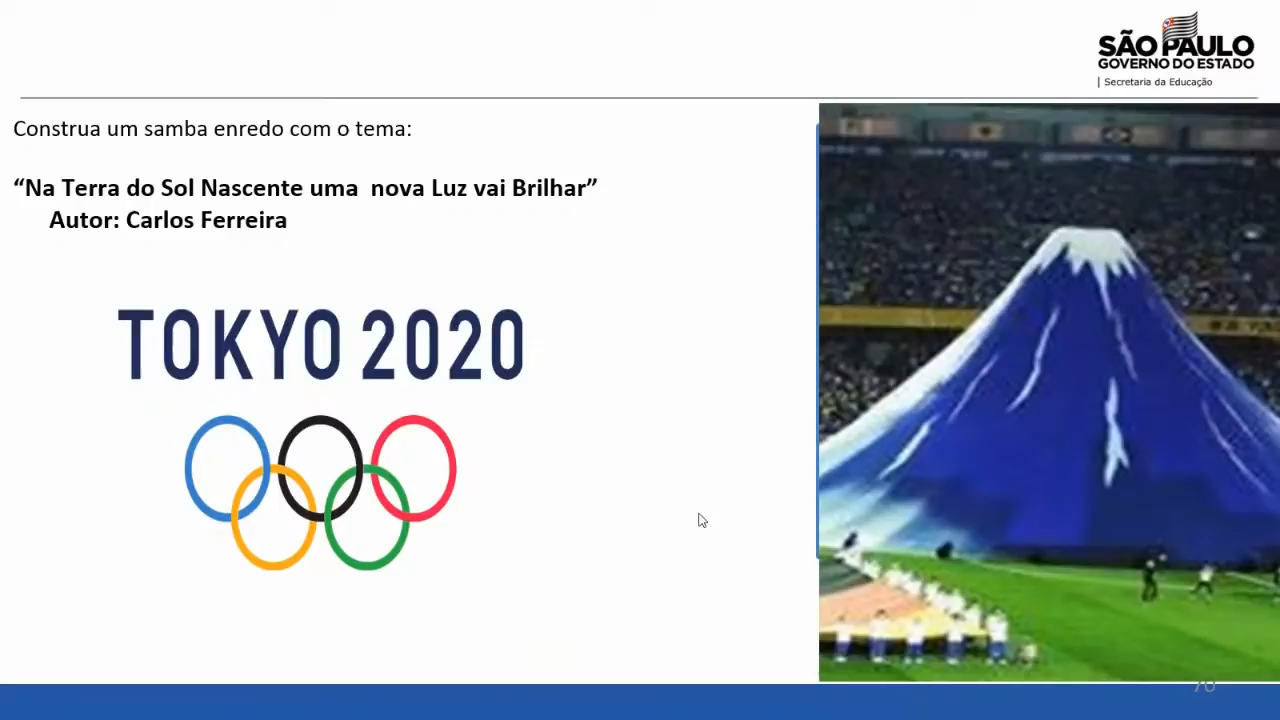 SÃO PAULO
GOVERNO DO ESTADO
Secretaria da Educação
Construa um samba enredo com o tema:
“Na Terra do Sol Nascente uma  nova Luz vai Brilhar”
Autor: Carlos Ferreira
TOKYO 2020
70